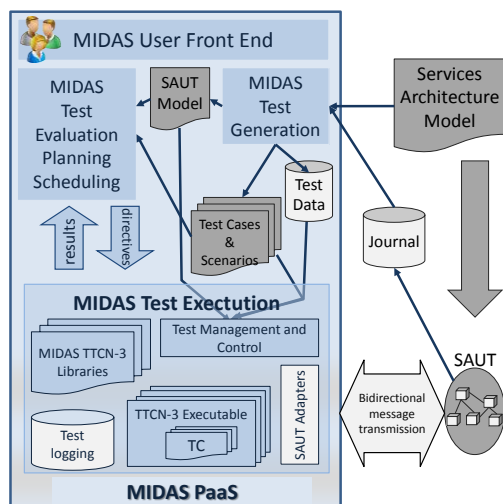 MIDAS User Front End
MIDAS
Test
Evaluation
Planning
Scheduling
SAUT
Model
MIDAS
Test
Generation
Services
Architecture
Model
Test
Data
Test Cases
&
Scenarios
Journal
results
directives
MIDAS Test Exectution
Test Management and
Control
MIDAS TTCN-3
Libraries
SAUT Adapters
TTCN-3 Executable
TC
Test
logging
SAUT
Bidirectional
message
transmission
MIDAS PaaS